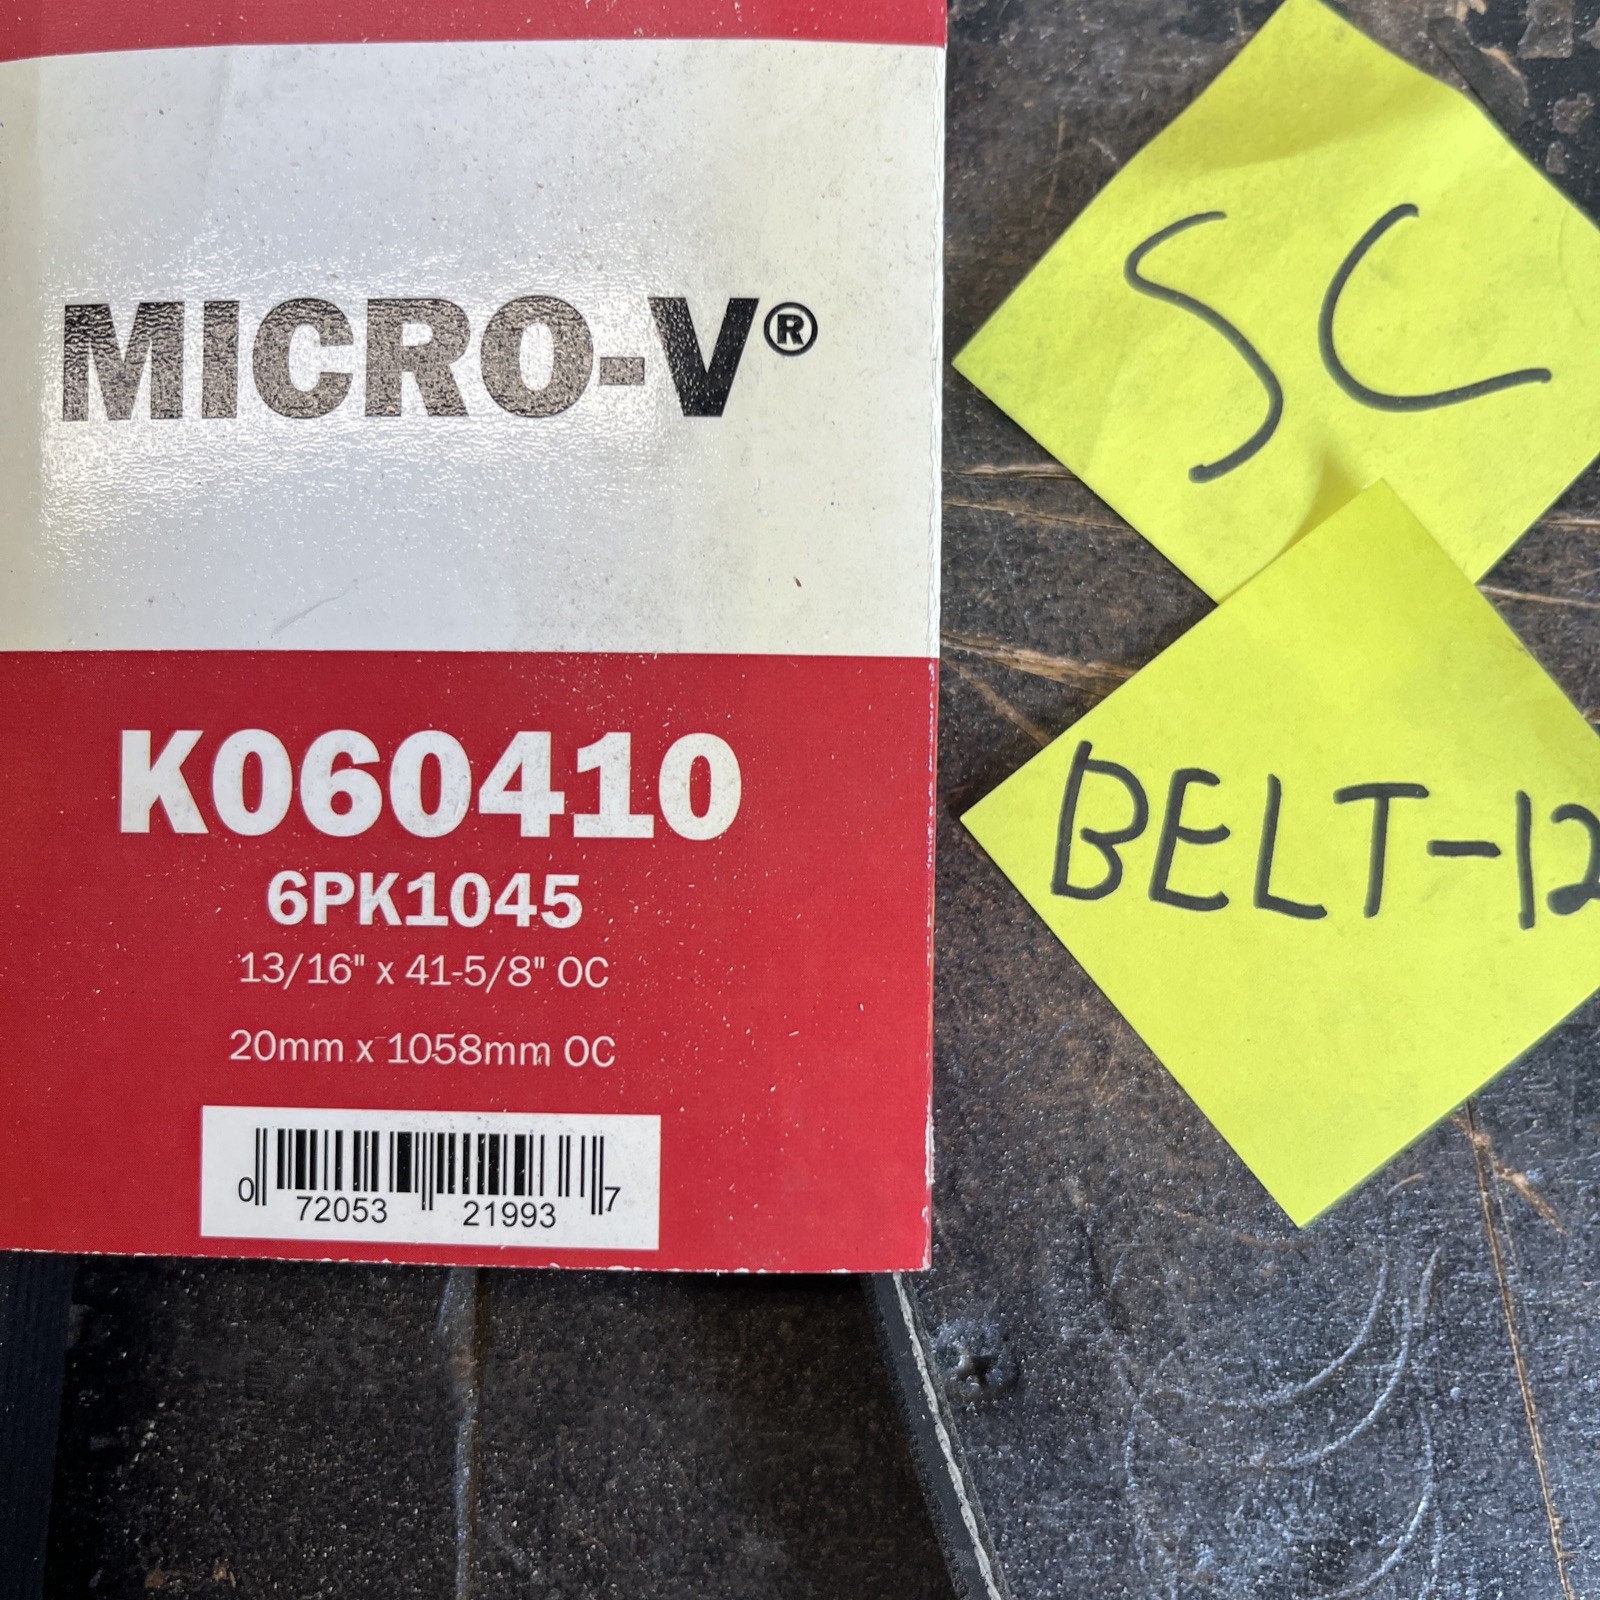 MICRO-V®
K060410
6PK1045
13/16" x 41-5/8" OC
20mm x 1058mm OC
0 72053 21993 7
SC
BELT-12